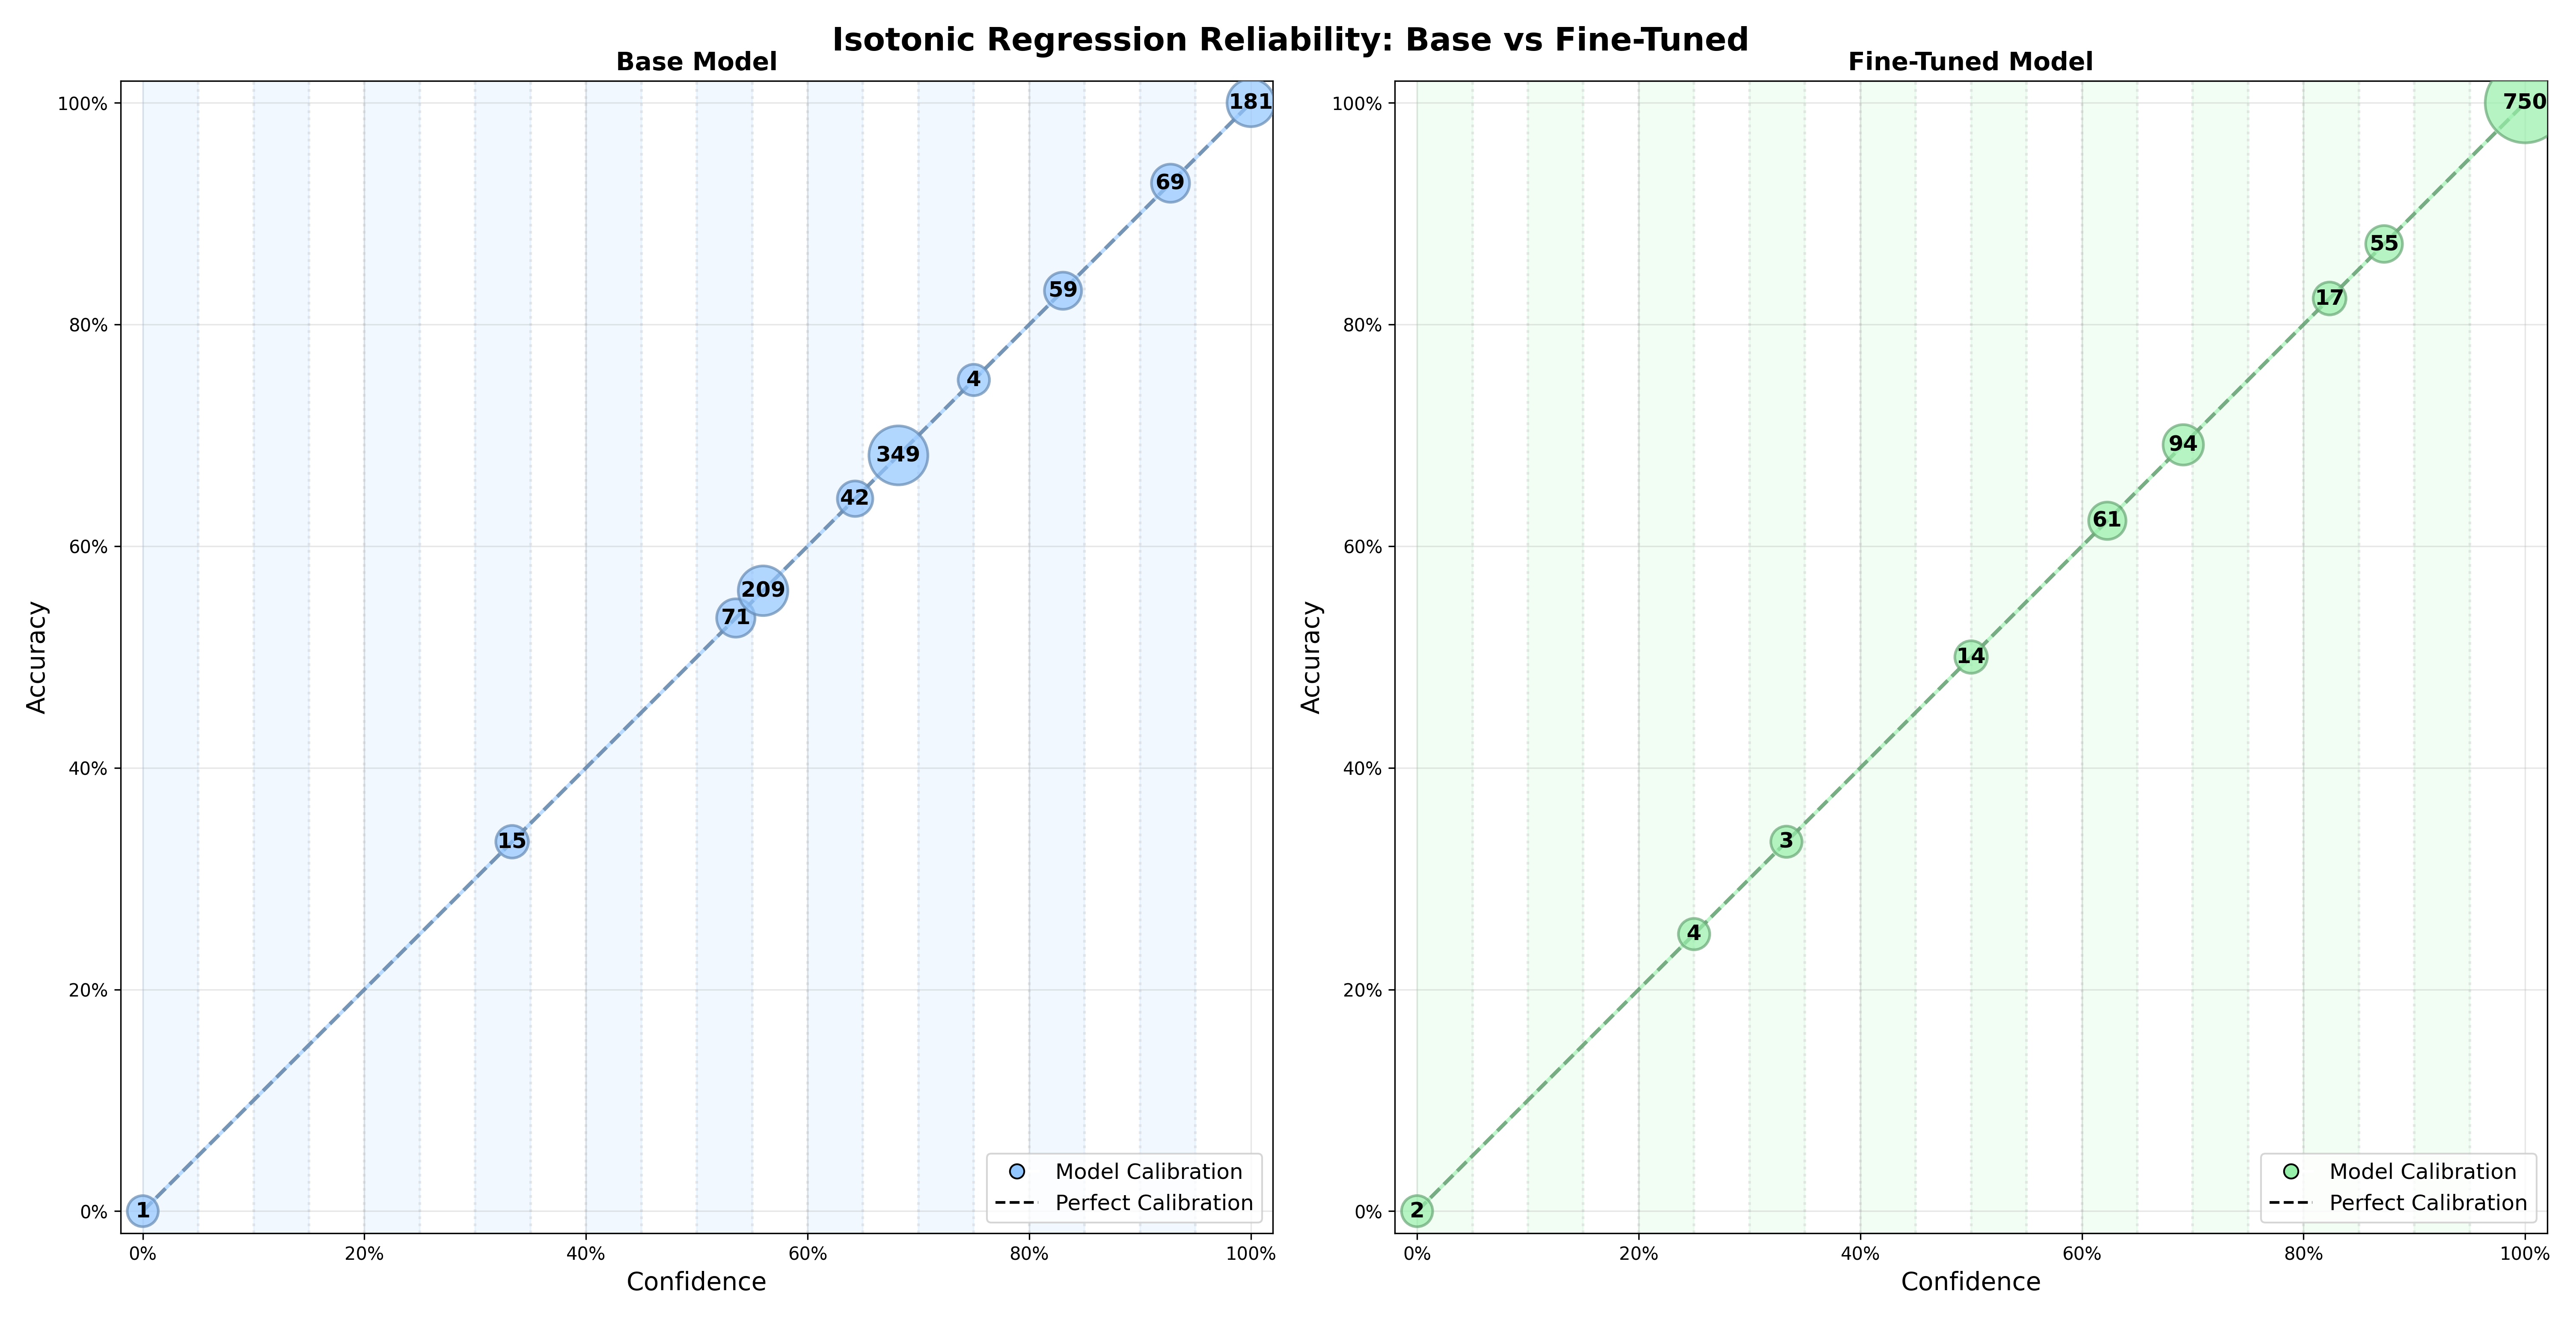 Isotonic Regression Reliability: Base vs Fine-Tuned
Base Model
Accuracy
100%
80%
60%
40%
20%
0%
181
69
59
4
349
42
209
71
15
1
Model Calibration
Perfect Calibration
0% 20% 40% 60% 80% 100%
Confidence
Fine-Tuned Model
Accuracy
100%
80%
60%
40%
20%
0%
750
55
17
94
61
14
3
4
2
Model Calibration
Perfect Calibration
0% 20% 40% 60% 80% 100%
Confidence